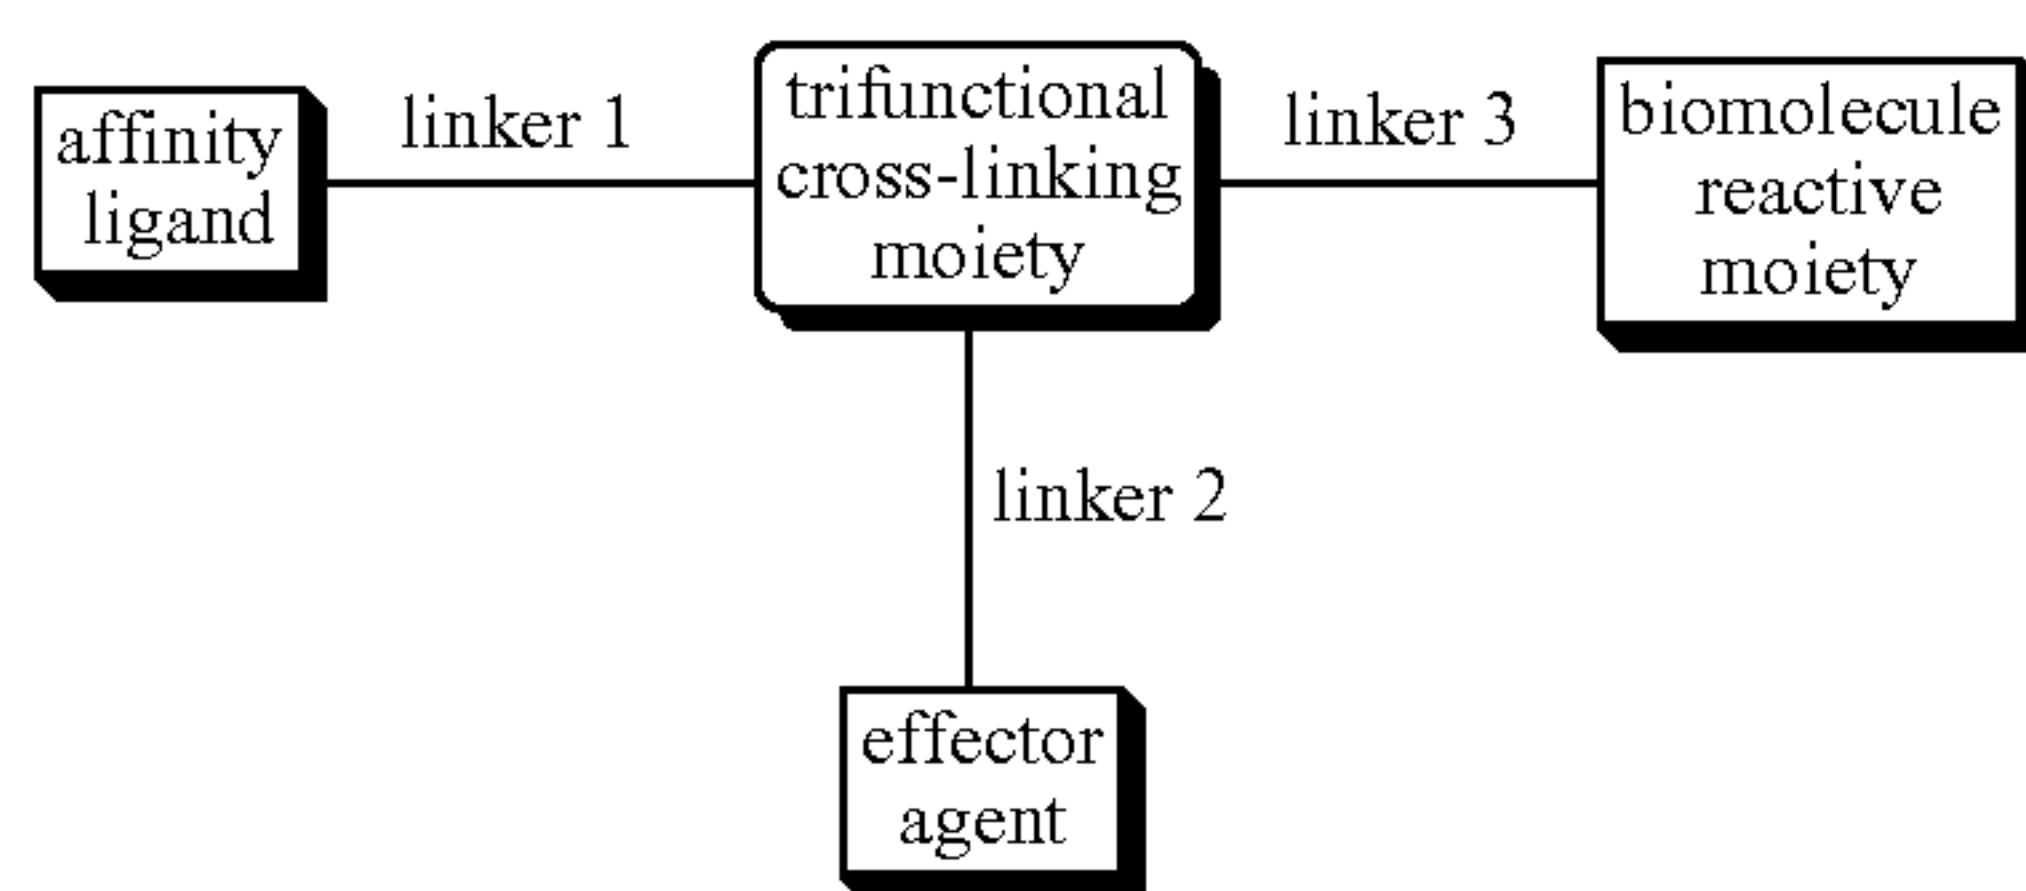 affinity
ligand
linker 1
trifunctional
cross-linking
moiety
linker 3
biomolecule
reactive
moiety
linker 2
effector
agent